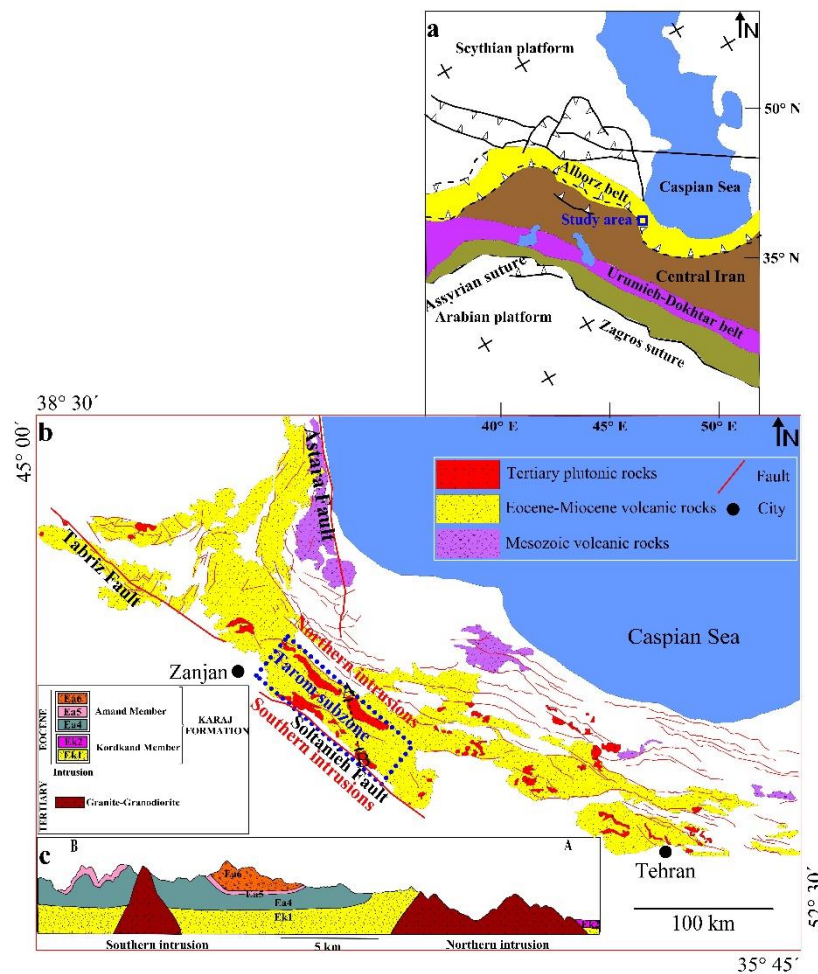 a
N
Scythian platform
50° N
Alborz belt
Caspian Sea
Study area
35° N
Central Iran
Urumieh-Dokhtar belt
Assyrian suture
Arabian platform
Zagros suture
40° E
45° E
50° E
38° 30'
45° 00'
b
N
Astara Fault
Tertiary plutonic rocks
Fault
Eocene-Miocene volcanic rocks
City
Mesozoic volcanic rocks
Tabriz Fault
Northern intrusions
Caspian Sea
Zanjan
Tarom subzone
Soltanieh Fault
Southern intrusions
EOCENE
Ea6
Ea5
Ea4
Amand Member
KARAJ
FORMATION
Ek2
Ek1
Kordkand Member
Intrusion
TERTIARY
Granite-Granodiorite
Tehran
100 km
52° 30'
35° 45'
c
B
A
Ea6
Ea5
Ea4
Ek1
Southern intrusion
5 km
Northern intrusion